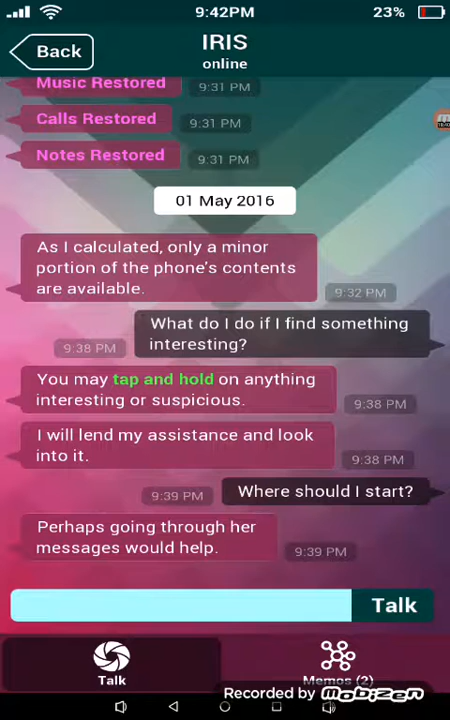 9:42PM
23%
Back
IRIS
online
Music Restored
9:31 PM
Calls Restored
9:31 PM
Notes Restored
9:31 PM
01 May 2016
As I calculated, only a minor
portion of the phone's contents
are available.
9:32 PM
What do I do if I find something
interesting?
9:38 PM
You may tap and hold on anything
interesting or suspicious.
9:38 PM
I will lend my assistance and look
into it.
9:38 PM
9:39 PM
Where should I start?
Perhaps going through her
messages would help.
9:39 PM
Talk
Talk
Memos (2)
Recorded by Mobizen